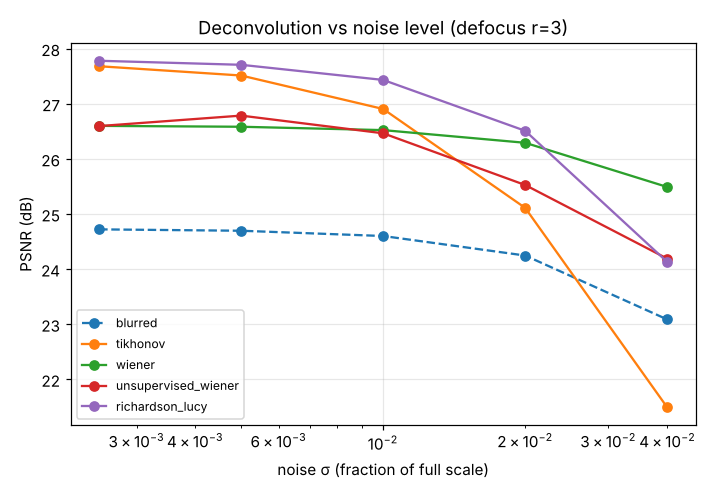 Deconvolution vs noise level (defocus r=3)
PSNR (dB)
28
27
26
25
24
23
22
blurred
tikhonov
wiener
unsupervised_wiener
richardson_lucy
3 × 10⁻³ 4 × 10⁻³ 6 × 10⁻³ 10⁻² 2 × 10⁻² 3 × 10⁻² 4 × 10⁻²
noise σ (fraction of full scale)